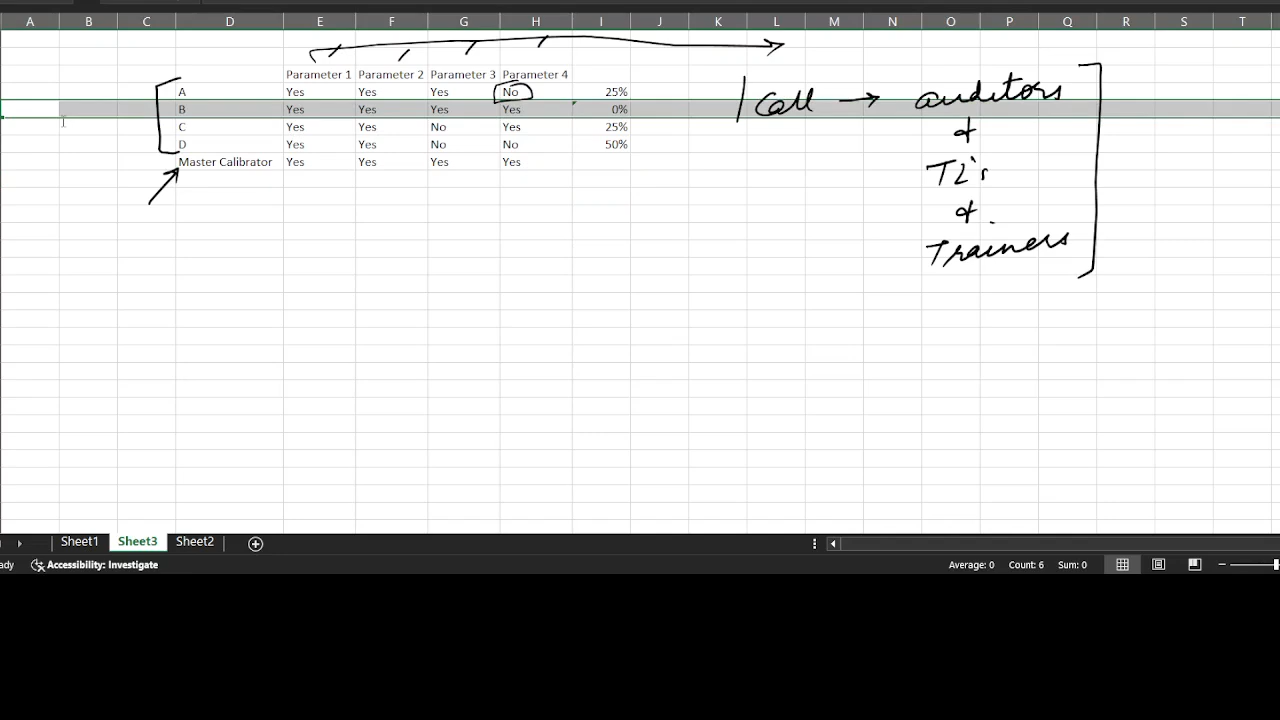 A B C D E F G H I J K L M N O P Q R S T
Parameter 1 Parameter 2 Parameter 3 Parameter 4
A Yes Yes Yes No 25%
B Yes Yes Yes Yes 0%
C Yes Yes No Yes 25%
D Yes Yes No No 50%
Master Calibrator Yes Yes Yes Yes
Call → auditors
&
TL's
&
Trainers
Sheet1 Sheet3 Sheet2
ady Accessibility: Investigate Average: 0 Count: 6 Sum: 0